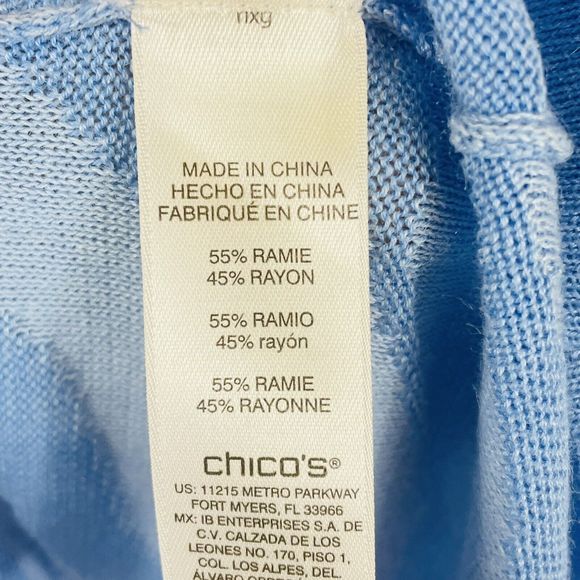 MADE IN CHINA
HECHO EN CHINA
FABRIQUÉ EN CHINE
55% RAMIE
45% RAYON
55% RAMIO
45% rayón
55% RAMIE
45% RAYONNE
chico's®
US: 11215 METRO PARKWAY
FORT MYERS, FL 33966
MX: IB ENTERPRISES S.A. DE
C.V. CALZADA DE LOS
LEONES NO. 170, PISO 1,
COL. LOS ALPES, DEL.